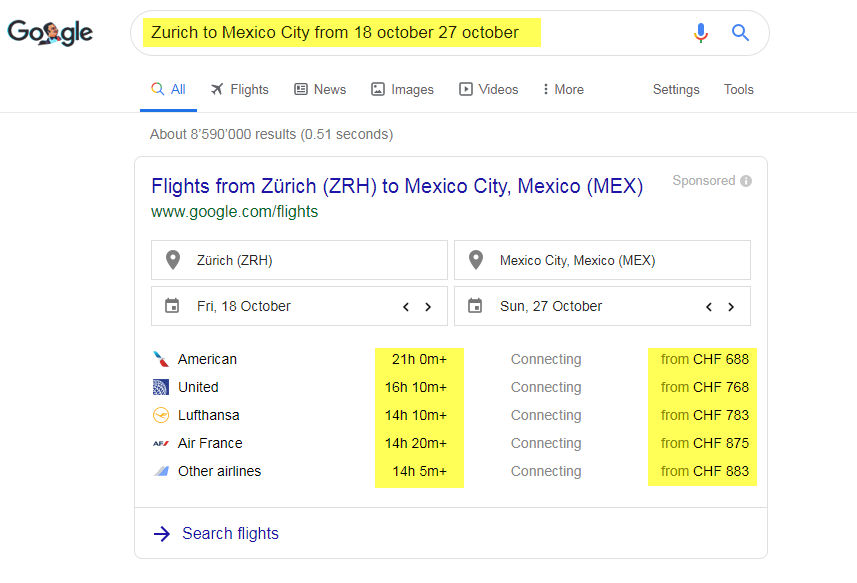 Google
Zurich to Mexico City from 18 october 27 october
All Flights News Images Videos More Settings Tools
About 8’590’000 results (0.51 seconds)
Flights from Zürich (ZRH) to Mexico City, Mexico (MEX) Sponsored
www.google.com/flights
Zürich (ZRH) Mexico City, Mexico (MEX)
Fri, 18 October Sun, 27 October
American 21h 0m+ Connecting from CHF 688
United 16h 10m+ Connecting from CHF 768
Lufthansa 14h 10m+ Connecting from CHF 783
AF Air France 14h 20m+ Connecting from CHF 875
Other airlines 14h 5m+ Connecting from CHF 883
Search flights